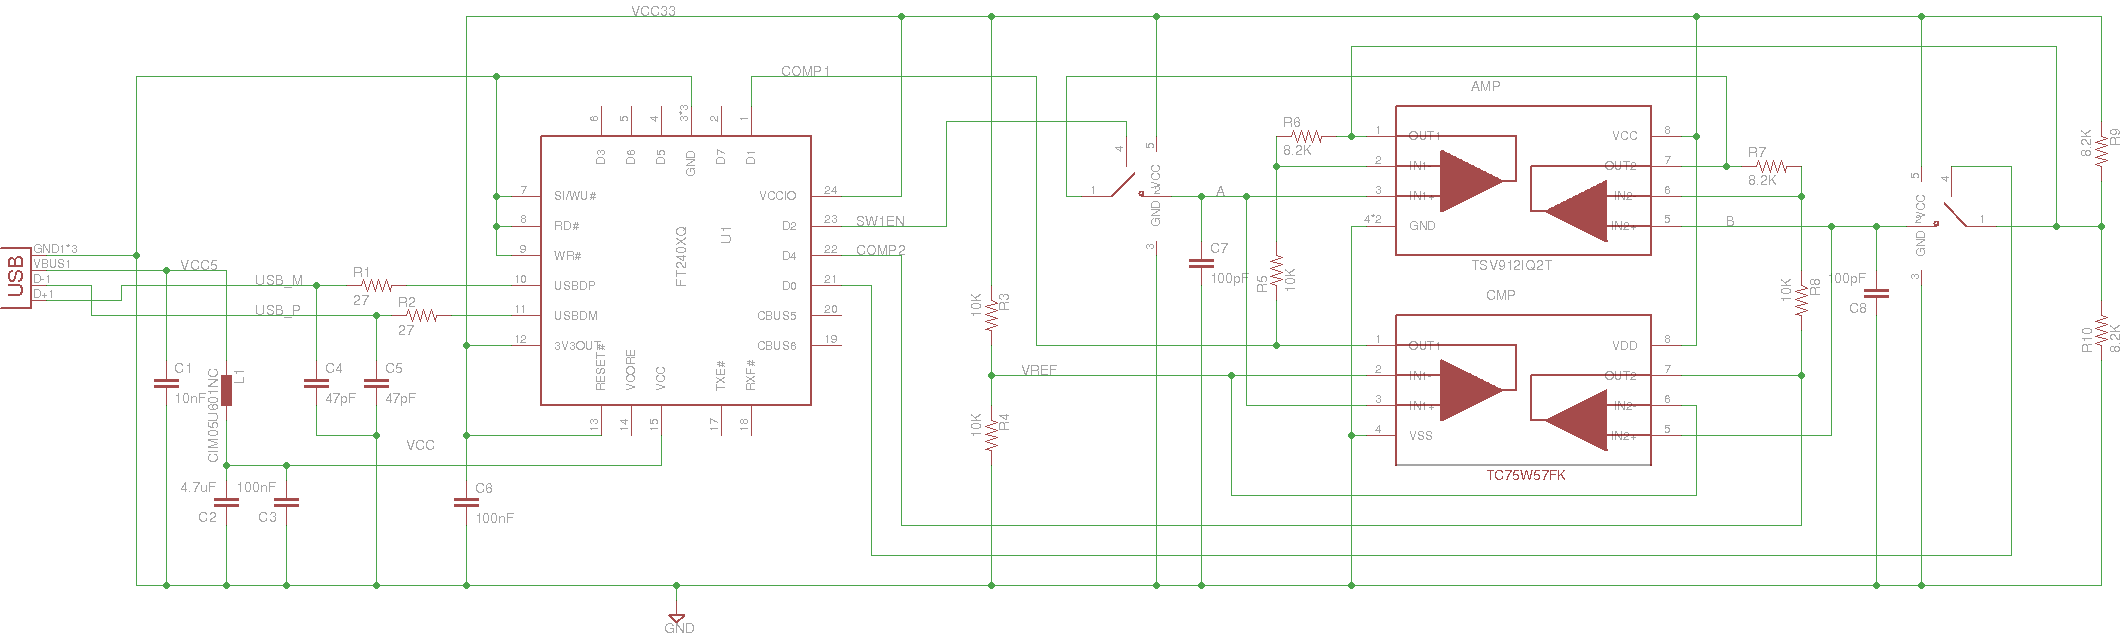 VCC33
COMP1
AMP
6
5
4
3*3
2
1
D3
D6
D5
GND
D7
D1
7
SI/WU#
8
RD#
9
WR#
10
USBDP
11
USBDM
12
3V3OUT
FT240XQ
U1
VCCIO
24
D2
23
SW1EN
D4
22
COMP2
D0
21
CBUS5
20
CBUS6
19
RESET#
VCORE
VCC
TXE#
RXF#
13
14
15
17
18
USB
GND1*3
VBUS1
D-1
D+1
VCC5
USB_M
USB_P
R1
27
R2
27
C1
10nF
L1
CIM05U601NC
C4
47pF
C5
47pF
VCC
4.7uF
C2
100nF
C3
C6
100nF
GND
10K
R3
VREF
10K
R4
4
5
1
2
VCC
GND
3
A
C7
100pF
R6
8.2K
R5
10K
1
OUT1
2
IN1-
3
IN1+
4*2
GND
VCC
8
OUT2
7
IN2-
6
IN2+
5
TSV912IQ2T
R7
8.2K
B
CMP
1
OUT1
2
IN1-
3
IN1+
4
VSS
VDD
8
OUT2
7
IN2-
6
IN2+
5
TC75W57FK
10K
R8
100pF
C8
5
4
VCC
2
GND
1
3
8.2K
R9
R10
8.2K